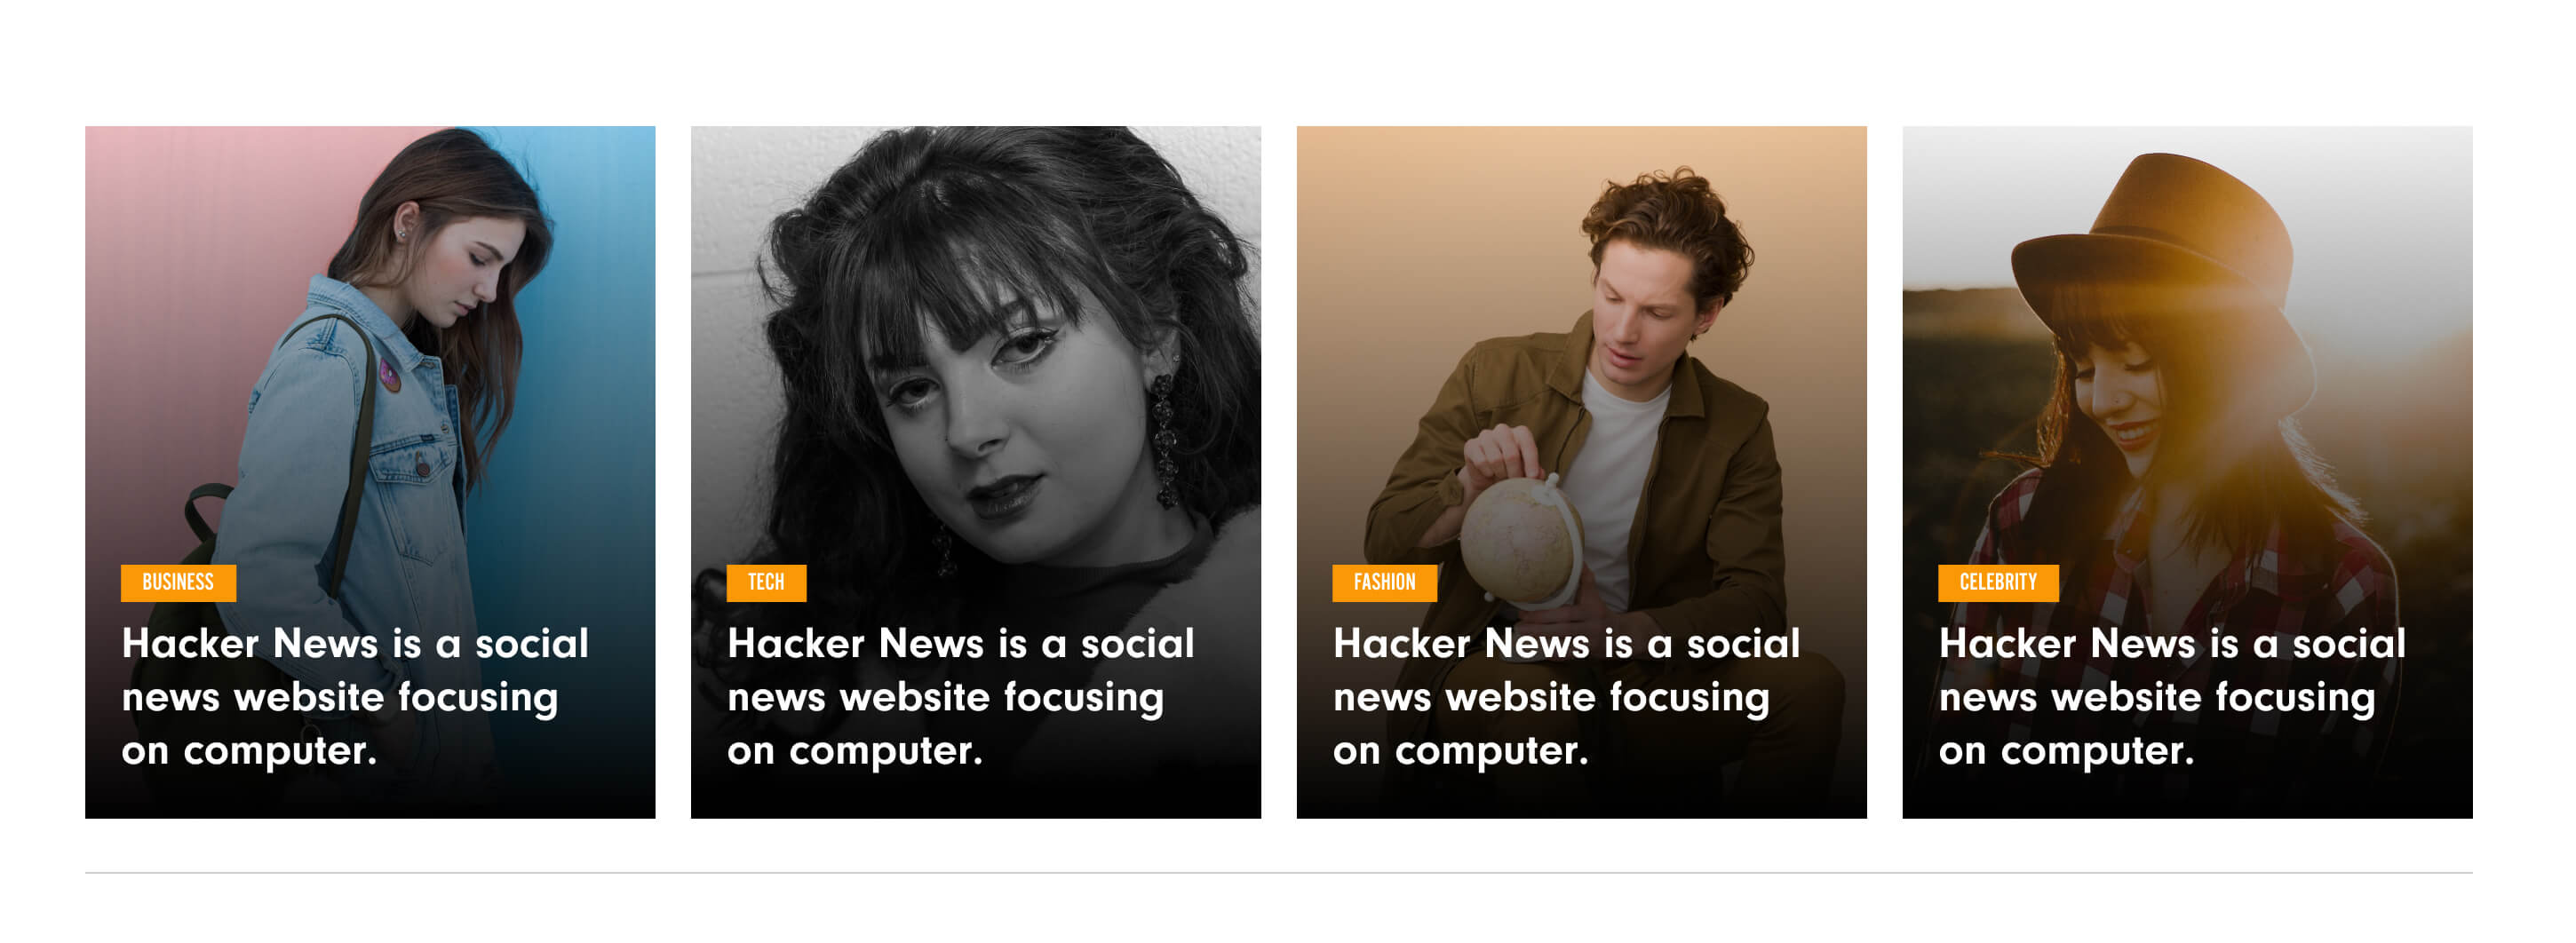 BUSINESS
Hacker News is a social
news website focusing
on computer.
TECH
Hacker News is a social
news website focusing
on computer.
FASHION
Hacker News is a social
news website focusing
on computer.
CELEBRITY
Hacker News is a social
news website focusing
on computer.